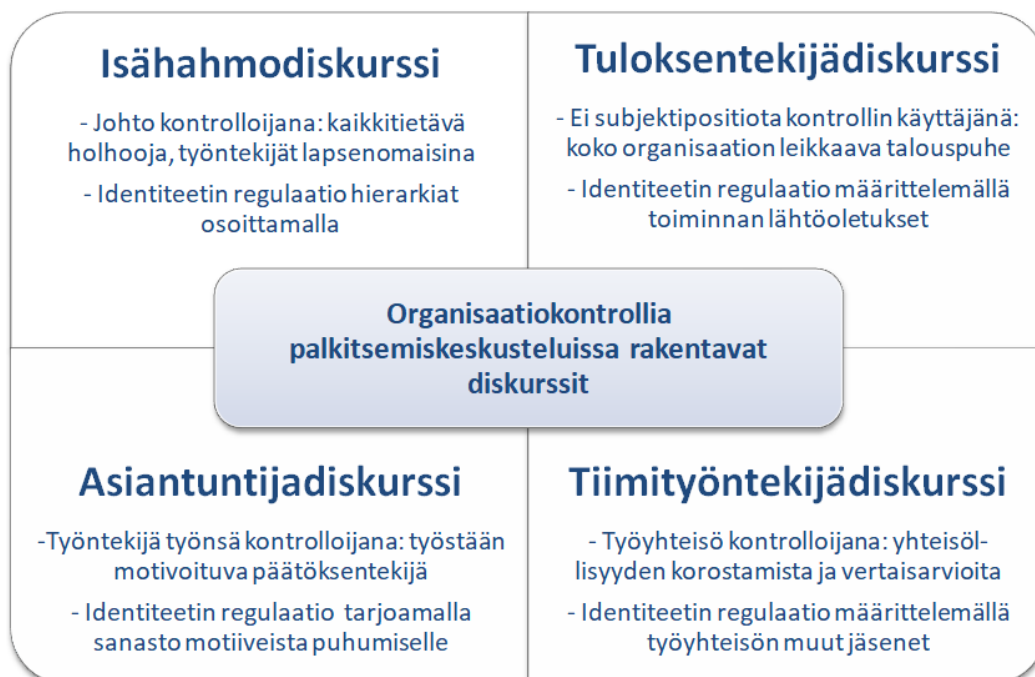 Isähahmodiskurssi
- Johto kontrolloijana: kaikkitietävä
holhooja, työntekijät lapsenomaisina
- Identiteetin regulaatio hierarkiat
osoittamalla
Tuloksentekijädiskurssi
- Ei subjektipositiota kontrollin käyttäjänä:
koko organisaation leikkaava talouspuhe
- Identiteetin regulaatio määrittelemällä
toiminnan lähtöoletukset
Organisaatiokontrollia
palkitsemiskeskusteluissa rakentavat
diskurssit
Asiantuntijadiskurssi
-Työntekijä työnsä kontrolloijana: työstään
motivoituva päätöksentekijä
- Identiteetin regulaatio tarjoamalla
sanasto motiiveista puhumiselle
Tiimityöntekijädiskurssi
- Työyhteisö kontrolloijana: yhteisöl-
llisyyden korostamista ja vertaisarvioita
- Identiteetin regulaatio määrittelemällä
työyhteisön muut jäsenet